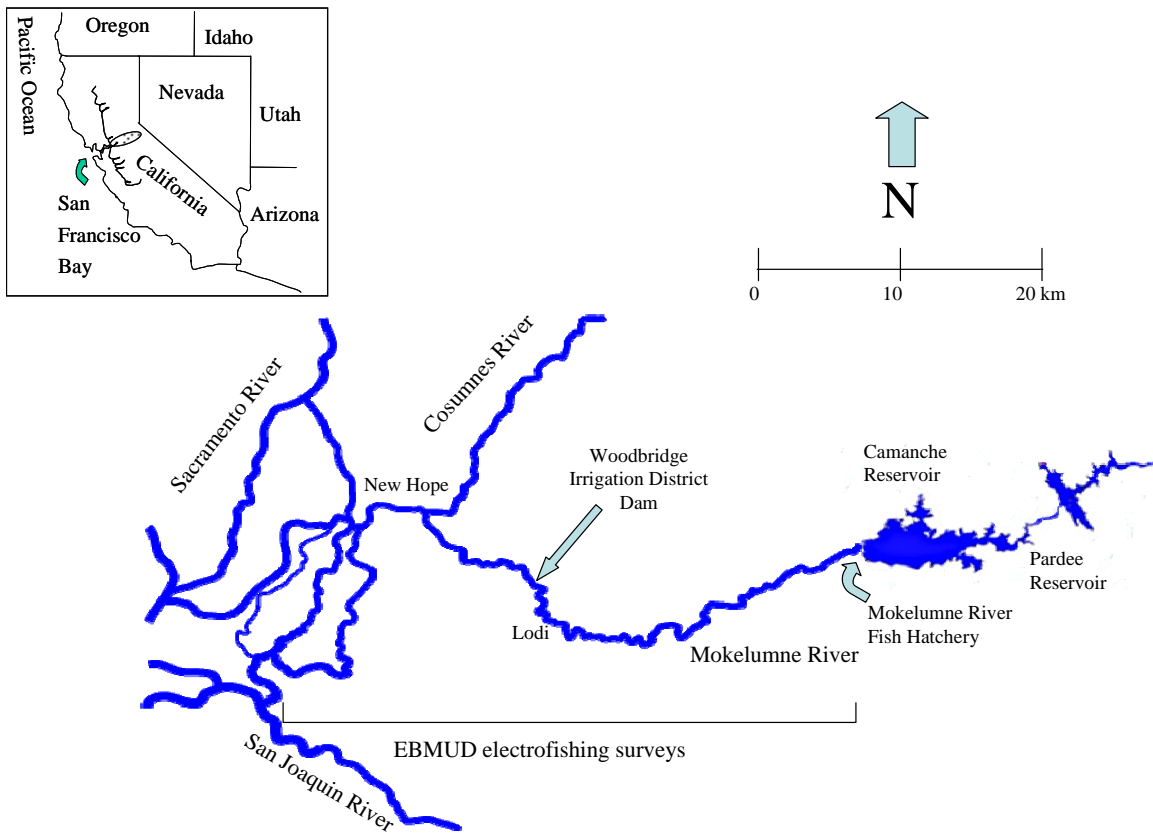 Pacific Ocean
Oregon
Idaho
Nevada
Utah
California
San
Francisco
Bay
Arizona
N
0
10
20 km
Sacramento River
Cosumnes River
New Hope
Woodbridge
Irrigation District
Dam
Camanche
Reservoir
Pardee
Reservoir
Lodi
Mokelumne River
Fish Hatchery
Mokelumne River
EBMUD electrofishing surveys
San Joaquin River